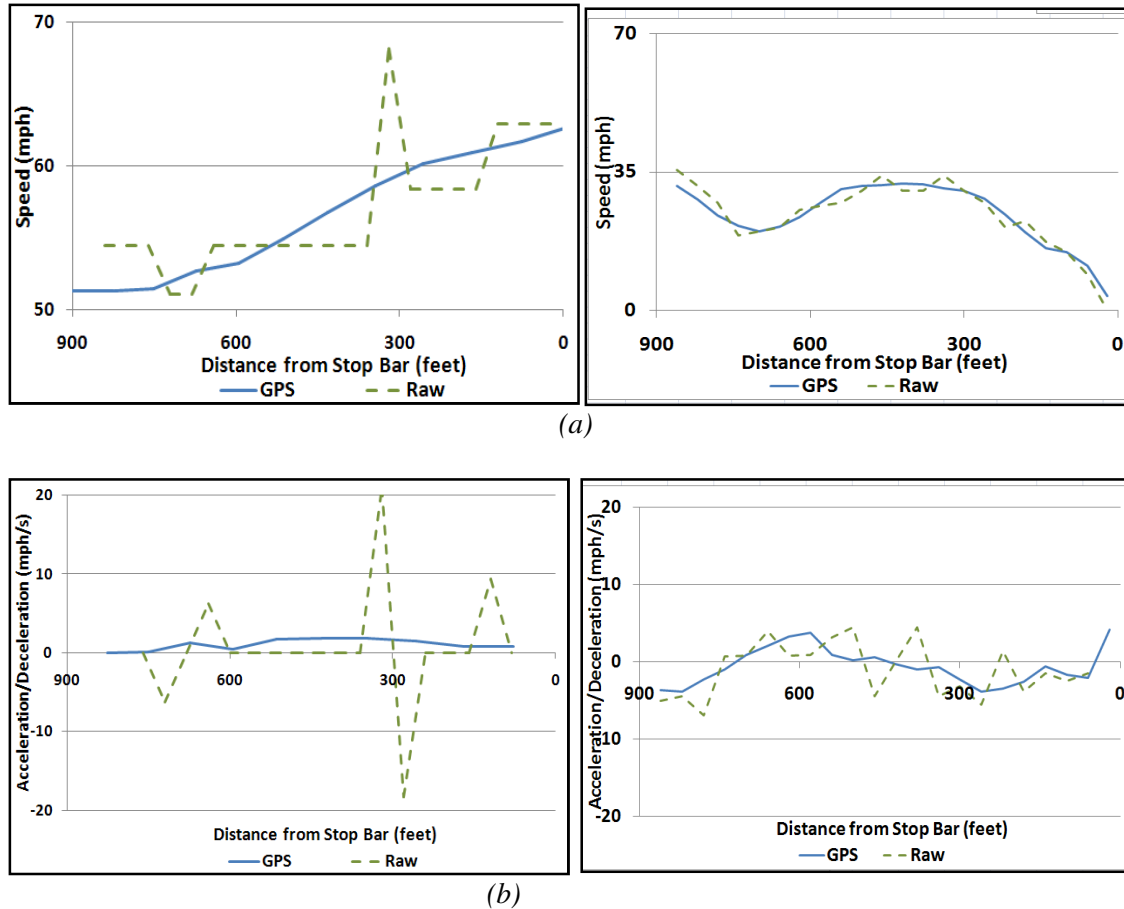 70
60
50
Speed (mph)
900 600 300 0
Distance from Stop Bar (feet)
GPS Raw
70
35
0
Speed (mph)
900 600 300 0
Distance from Stop Bar (feet)
GPS Raw
(a)
20
10
0
-10
-20
Acceleration/Deceleration (mph/s)
900 600 300 0
Distance from Stop Bar (feet)
GPS Raw
20
10
0
-10
-20
Acceleration/Deceleration (mph/s)
900 600 300 0
Distance from Stop Bar (feet)
GPS Raw
(b)